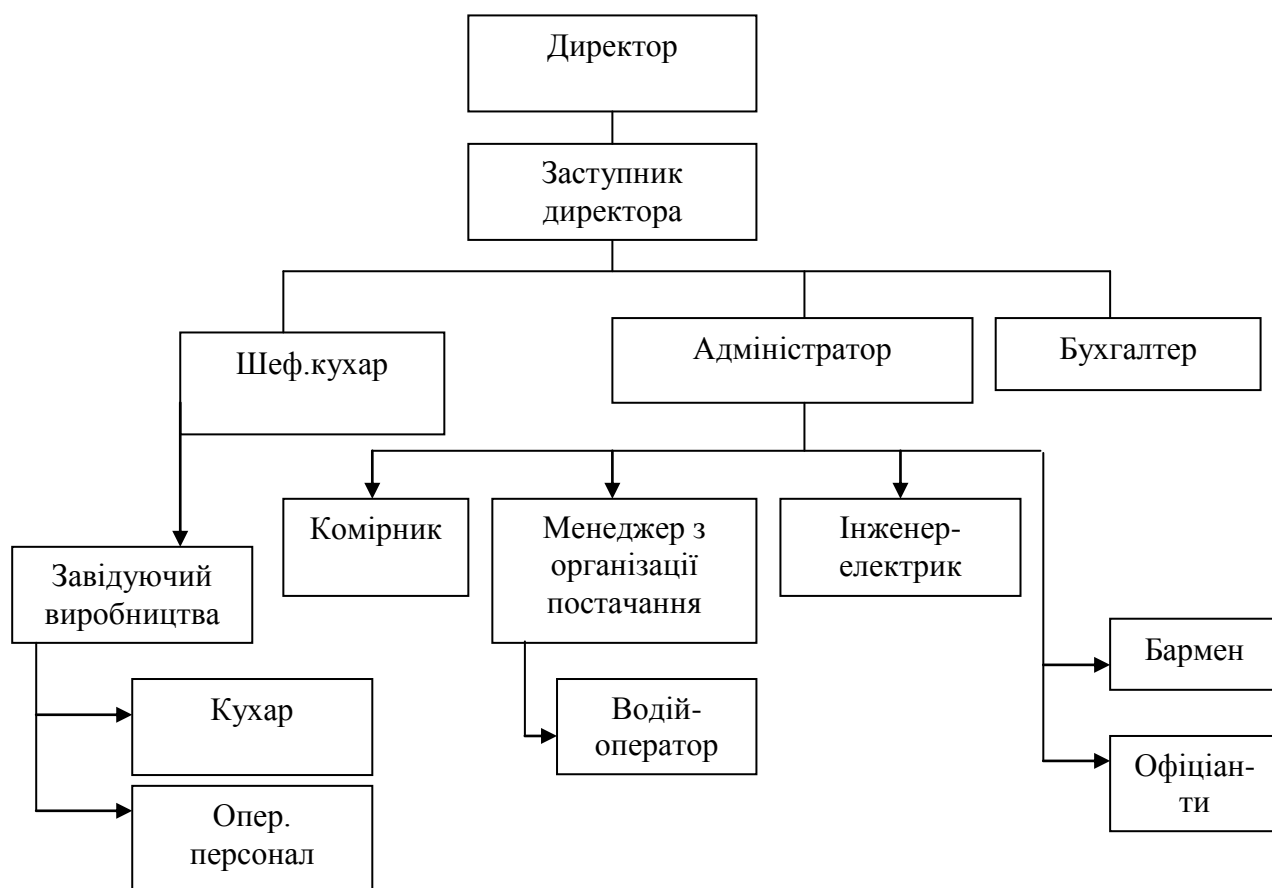 Директор
Заступник
директора
Шеф.кухар
Адміністратор
Бухгалтер
Комірник
Менеджер з
організації
постачання
Інженер-
електрик
Завідуючий
виробництва
Бармен
Кухар
Водій-
оператор
Офіціан-
ти
Опер.
персонал